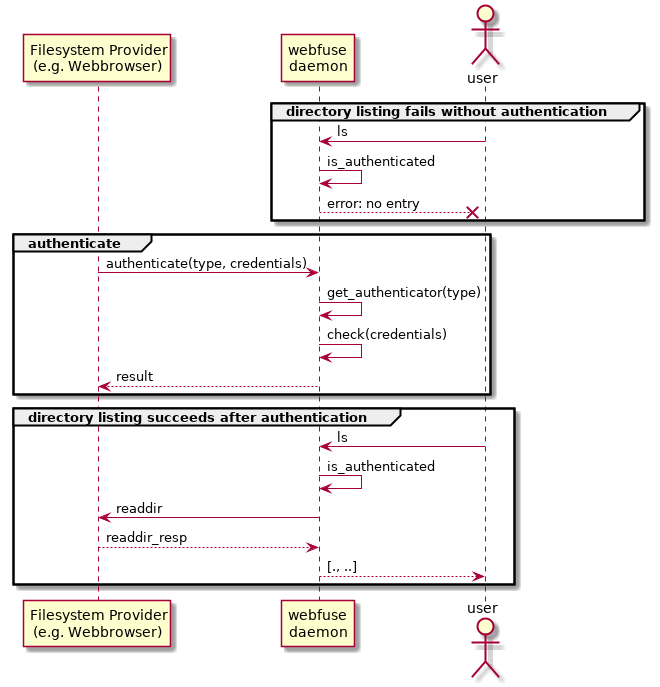 Filesystem Provider
(e.g. Webbrowser)
webfuse
daemon
user
directory listing fails without authentication
ls
is_authenticated
error: no entry
authenticate
authenticate(type, credentials)
get_authenticator(type)
check(credentials)
result
directory listing succeeds after authentication
ls
is_authenticated
readdir
readdir_resp
[., ..]
Filesystem Provider
(e.g. Webbrowser)
webfuse
daemon
user